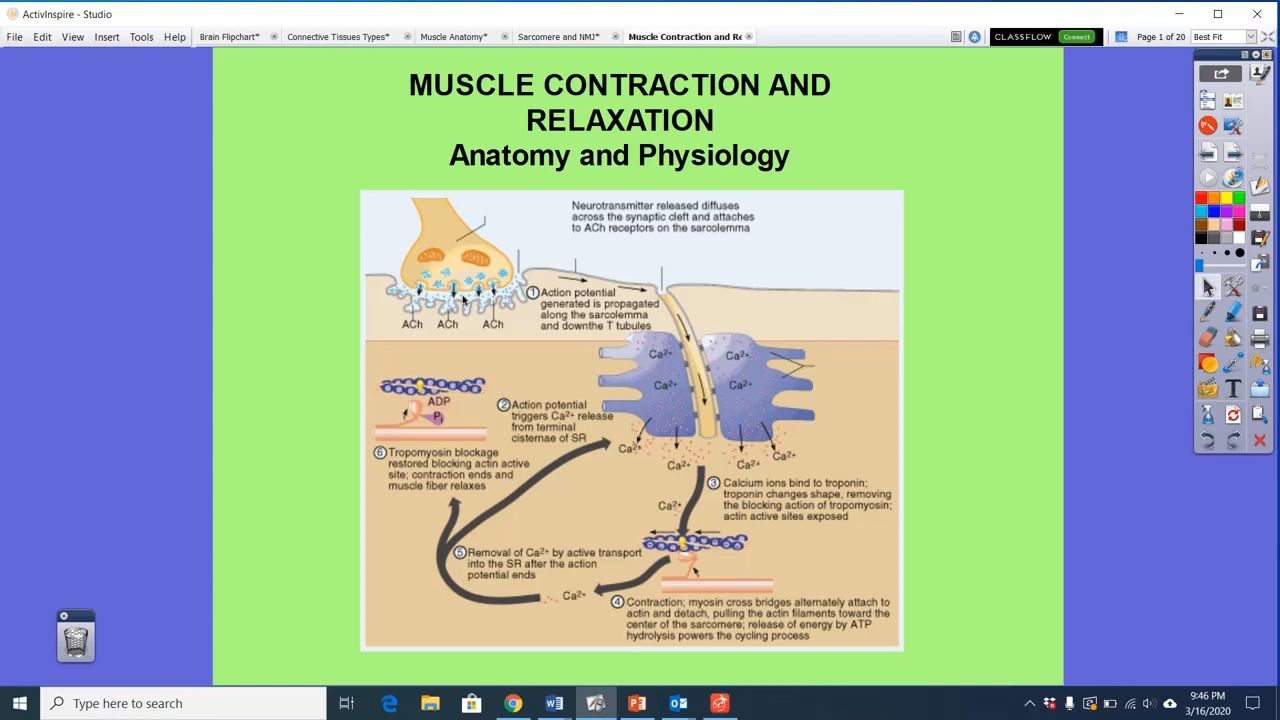 ActivInspire - Studio
File Edit View Insert Tools Help
Brain Flipchart* Connective Tissues Types* Muscle Anatomy* Sarcomere and NMJ* Muscle Contraction and Re
CLASSFLOW Connect Page 1 of 20 Best Fit
MUSCLE CONTRACTION AND
RELAXATION
Anatomy and Physiology
Neurotransmitter released diffuses
across the synaptic cleft and attaches
to ACh receptors on the sarcolemma
ACh ACh ACh
1 Action potential
generated is propagated
along the sarcolemma
and downthe T tubules
Ca2+ Ca2+
Ca2+ Ca2+
ADP
Pi
2 Action potential
triggers Ca2+ release
from terminal
cisternae of SR
Ca2+ Ca2+ Ca2+ Ca2+
6 Tropomyosin blockage
restored blocking actin active
site; contraction ends and
muscle fiber relaxes
3 Calcium ions bind to troponin;
troponin changes shape, removing
the blocking action of tropomyosin;
actin active sites exposed
Ca2+
5 Removal of Ca2+ by active transport
into the SR after the action
potential ends
Ca2+
4 Contraction; myosin cross bridges alternately attach to
actin and detach, pulling the actin filaments toward the
center of the sarcomere; release of energy by ATP
hydrolysis powers the cycling process
Type here to search
9:46 PM
3/16/2020